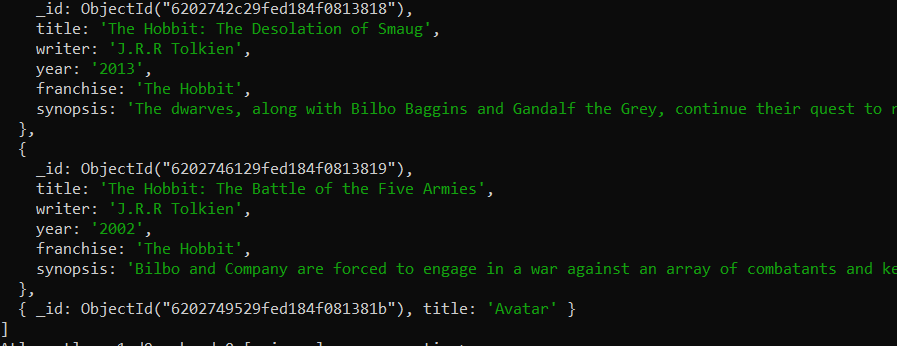 _id: ObjectId("6202742c29fed184f0813818"),
title: 'The Hobbit: The Desolation of Smaug',
writer: 'J.R.R Tolkien',
year: '2013',
franchise: 'The Hobbit',
synopsis: 'The dwarves, along with Bilbo Baggins and Gandalf the Grey, continue their quest to r
},
{
_id: ObjectId("6202746129fed184f0813819"),
title: 'The Hobbit: The Battle of the Five Armies',
writer: 'J.R.R Tolkien',
year: '2002',
franchise: 'The Hobbit',
synopsis: 'Bilbo and Company are forced to engage in a war against an array of combatants and ke
},
{ _id: ObjectId("6202749529fed184f081381b"), title: 'Avatar' }
]